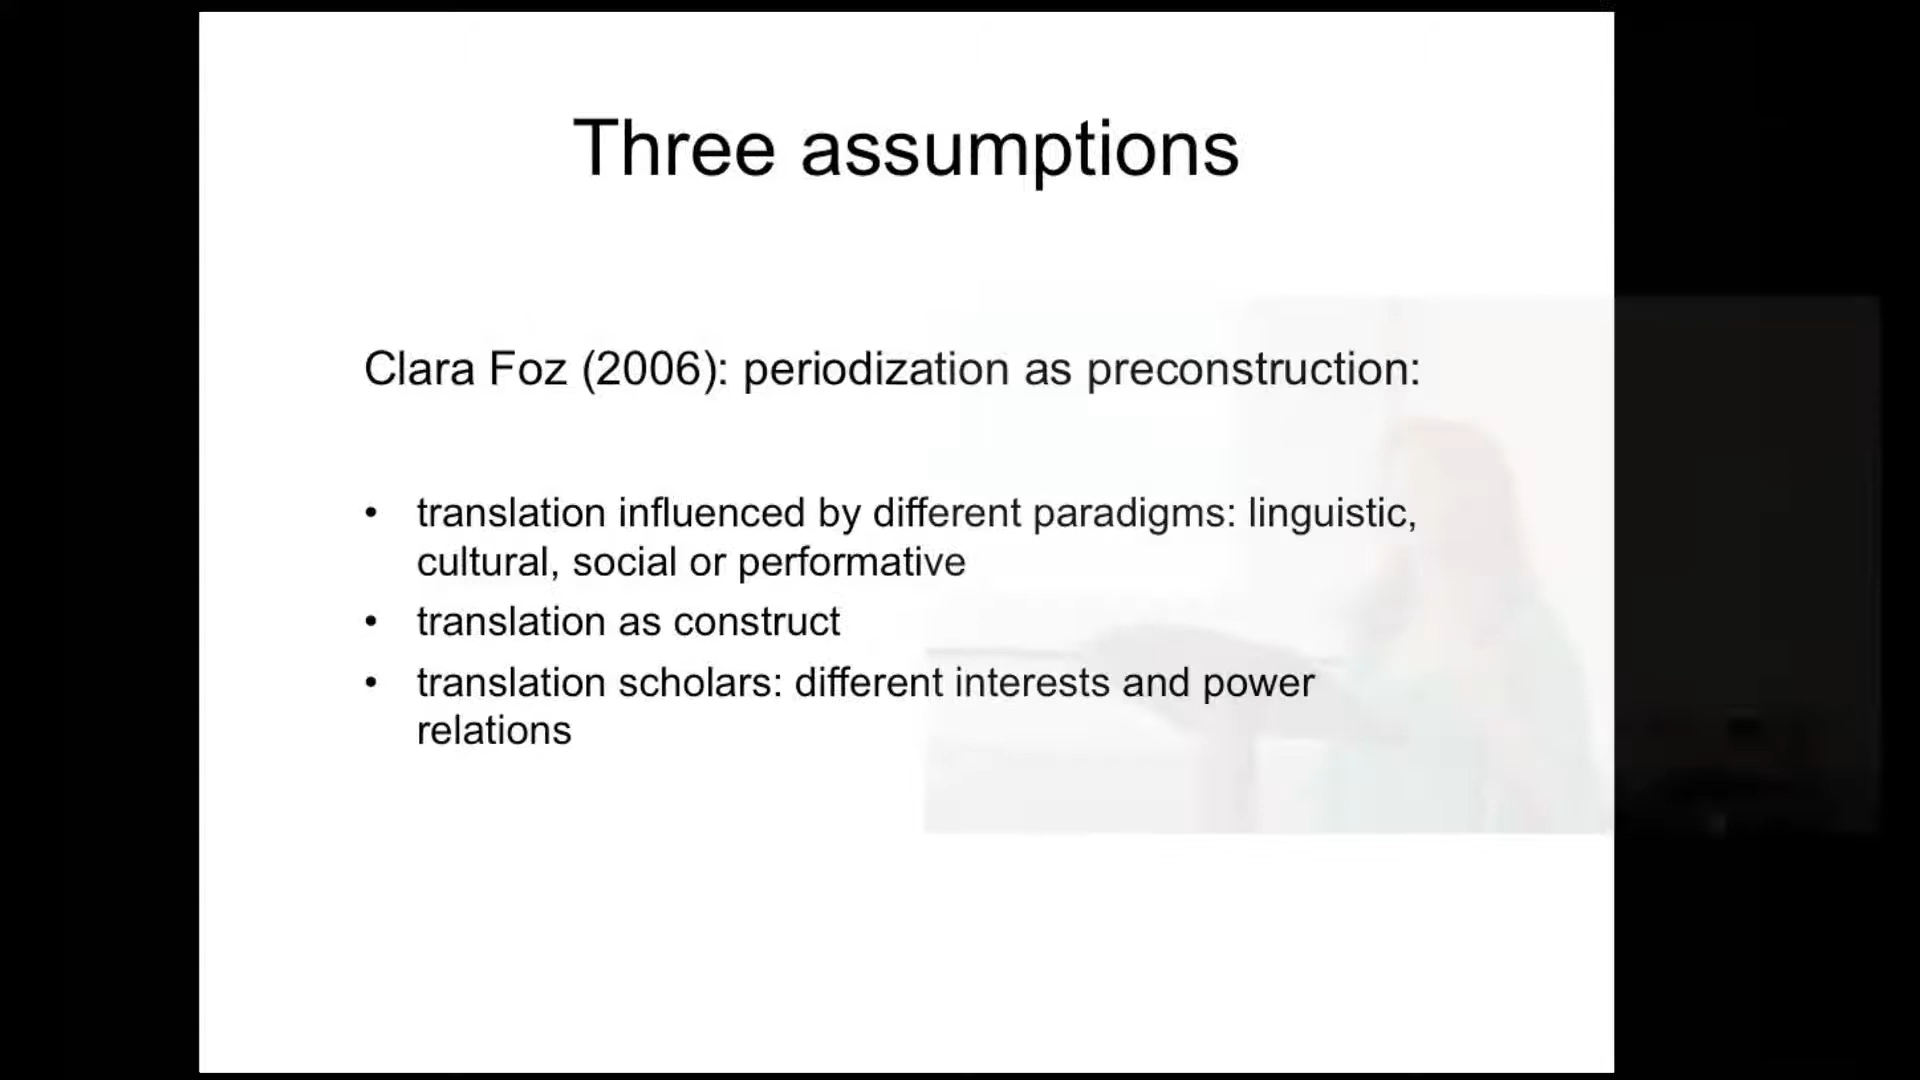 Three assumptions
Clara Foz (2006): periodization as preconstruction:
• translation influenced by different paradigms: linguistic,
cultural, social or performative
• translation as construct
• translation scholars: different interests and power
relations